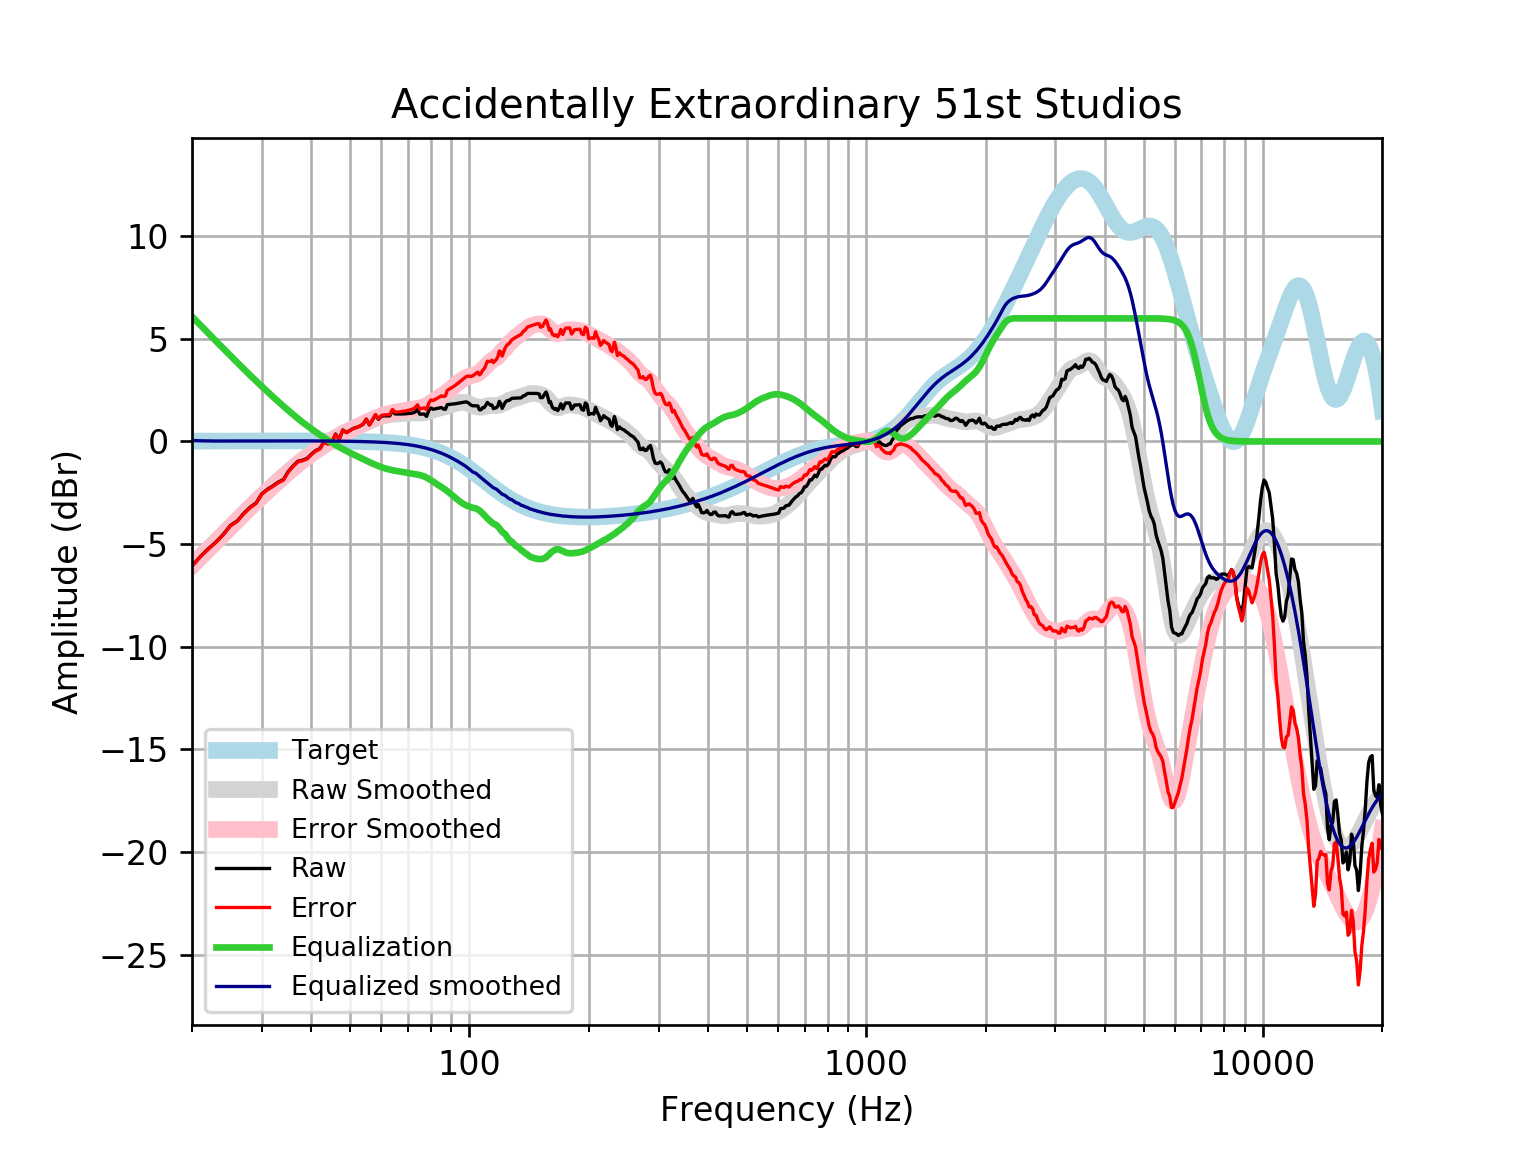 Accidentally Extraordinary 51st Studios
10
5
0
−5
−10
−15
−20
−25
Amplitude (dBr)
Target
Raw Smoothed
Error Smoothed
Raw
Error
Equalization
Equalized smoothed
100 1000 10000
Frequency (Hz)